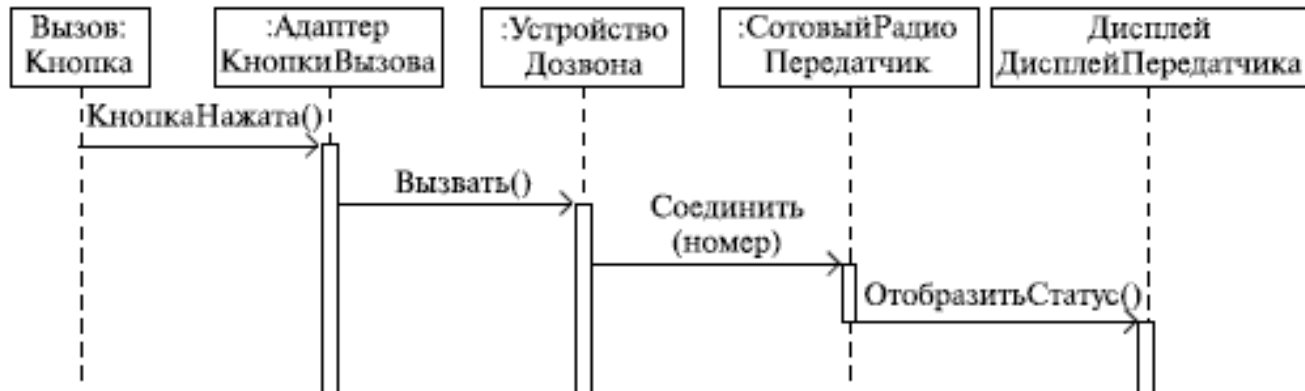 Вызов:
Кнопка
:Адаптер
КнопкиВызова
:Устройство
Дозвона
:СотовыйРадио
Передатчик
Дисплей
ДисплейПередатчика
КнопкаНажата()
Вызвать()
Соединить
(номер)
ОтобразитьСтатус()